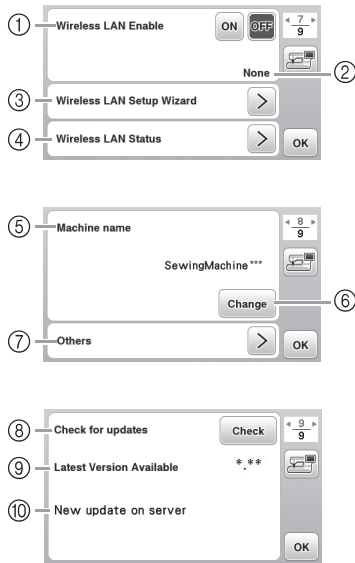 ① Wireless LAN Enable ON OFF 7
9
None ②
③ Wireless LAN Setup Wizard >
④ Wireless LAN Status > OK
⑤ Machine name 8
9
SewingMachine***
Change ⑥
⑦ Others > OK
⑧ Check for updates Check 9
9
⑨ Latest Version Available *.**
⑩ New update on server
OK